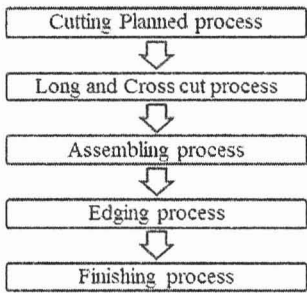 Cutting Planned process
Long and Cross cut process
Assembling process
Edging process
Finishing process